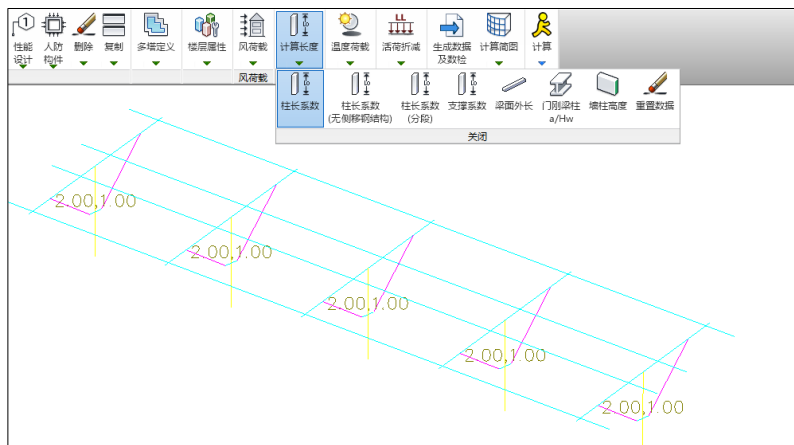 性能 人防 删除 复制 多塔定义 楼层属性 风荷载 计算长度 温度荷载 活荷折减 生成数据 计算简图 计算
设计 构件 及数检
风荷载
柱长系数 柱长系数 柱长系数 支撑系数 梁面外长 门刚梁柱 墙柱高度 重置数据
(无侧移钢结构) (分段) a/Hw
关闭
2.00,1.00
2.00,1.00
2.00,1.00
2.00,1.00
2.00,1.00